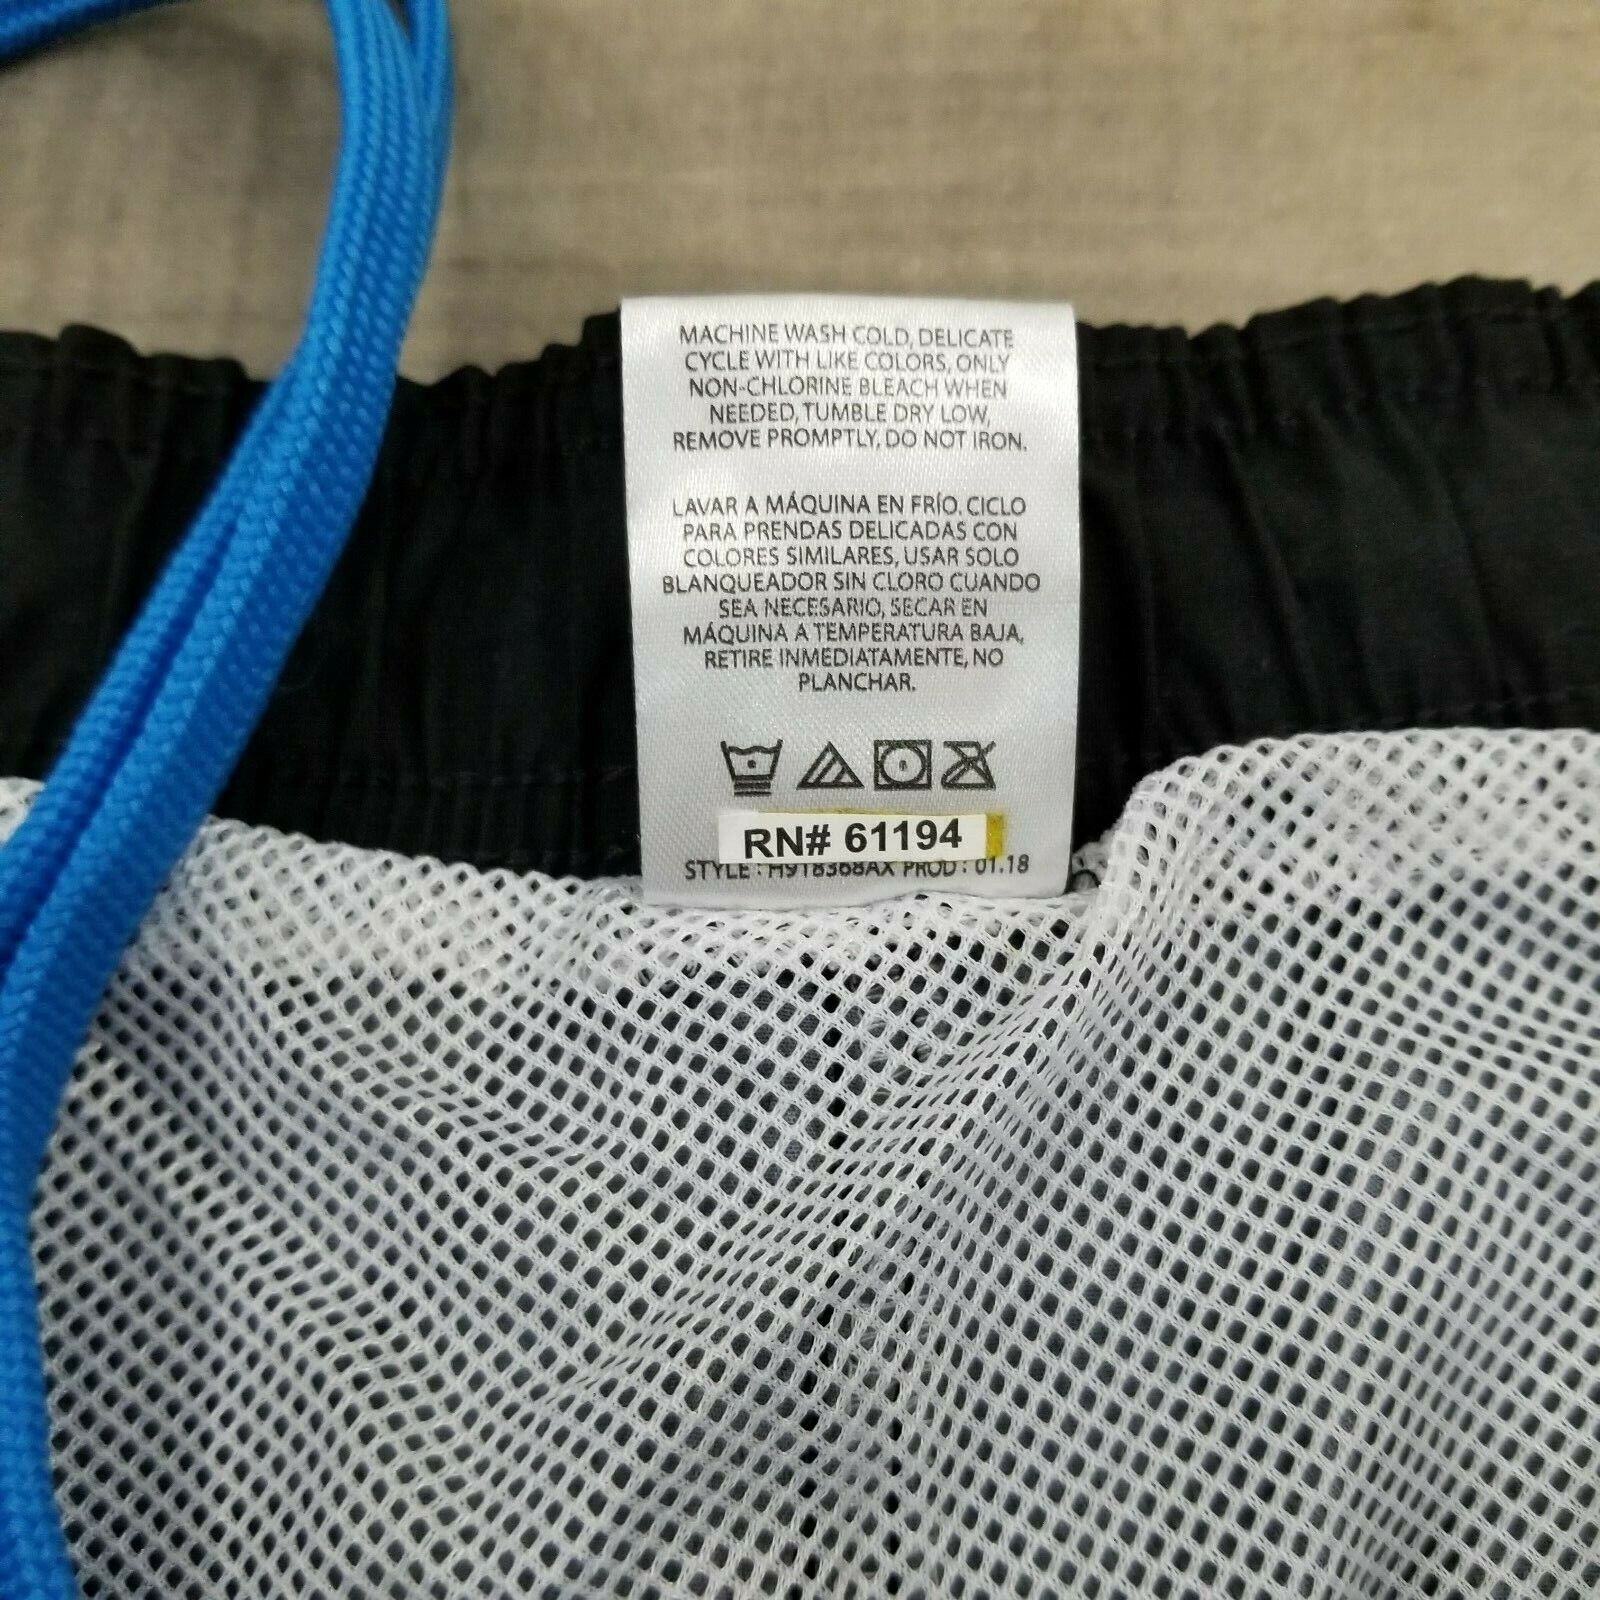 MACHINE WASH COLD, DELICATE
CYCLE WITH LIKE COLORS, ONLY
NON-CHLORINE BLEACH WHEN
NEEDED, TUMBLE DRY LOW,
REMOVE PROMPTLY, DO NOT IRON.
LAVAR A MÁQUINA EN FRÍO. CICLO
PARA PRENDAS DELICADAS CON
COLORES SIMILARES, USAR SOLO
BLANQUEADOR SIN CLORO CUANDO
SEA NECESARIO, SECAR EN
MÁQUINA A TEMPERATURA BAJA,
RETIRE INMEDIATAMENTE, NO
PLANCHAR.
RN# 61194
STYLE : H918368AX PROD : 01.18